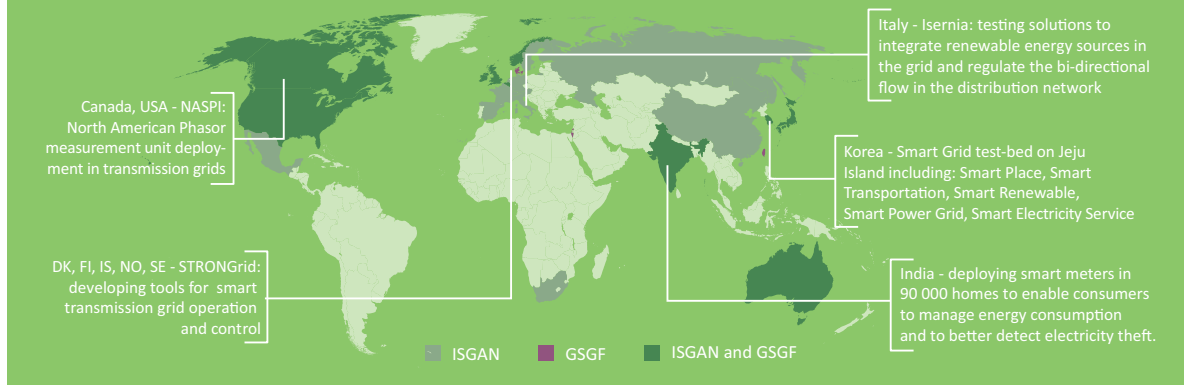 Italy - Isernia: testing solutions to
integrate renewable energy sources in
the grid and regulate the bi-directional
flow in the distribution network
Canada, USA - NASPI:
North American Phasor
measurement unit deploy-
ment in transmission grids
Korea - Smart Grid test-bed on Jeju
Island including: Smart Place, Smart
Transportation, Smart Renewable,
Smart Power Grid, Smart Electricity Service
DK, FI, IS, NO, SE - STRONGrid:
developing tools for smart
transmission grid operation
and control
India - deploying smart meters in
90 000 homes to enable consumers
to manage energy consumption
and to better detect electricity theft.
ISGAN GSGF ISGAN and GSGF